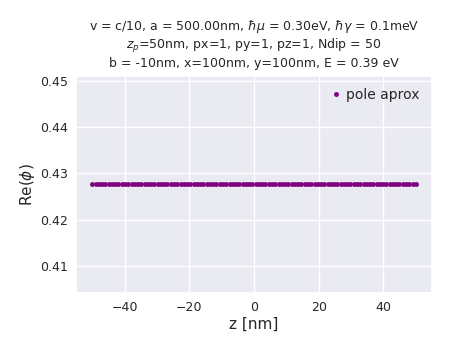 v = c/10, a = 500.00nm, ℏμ = 0.30eV, ℏγ = 0.1meV
z_p=50nm, px=1, py=1, pz=1, Ndip = 50
b = -10nm, x=100nm, y=100nm, E = 0.39 eV
0.45
0.44
0.43
0.42
0.41
Re(ϕ)
pole aprox
−40
−20
0
20
40
z [nm]